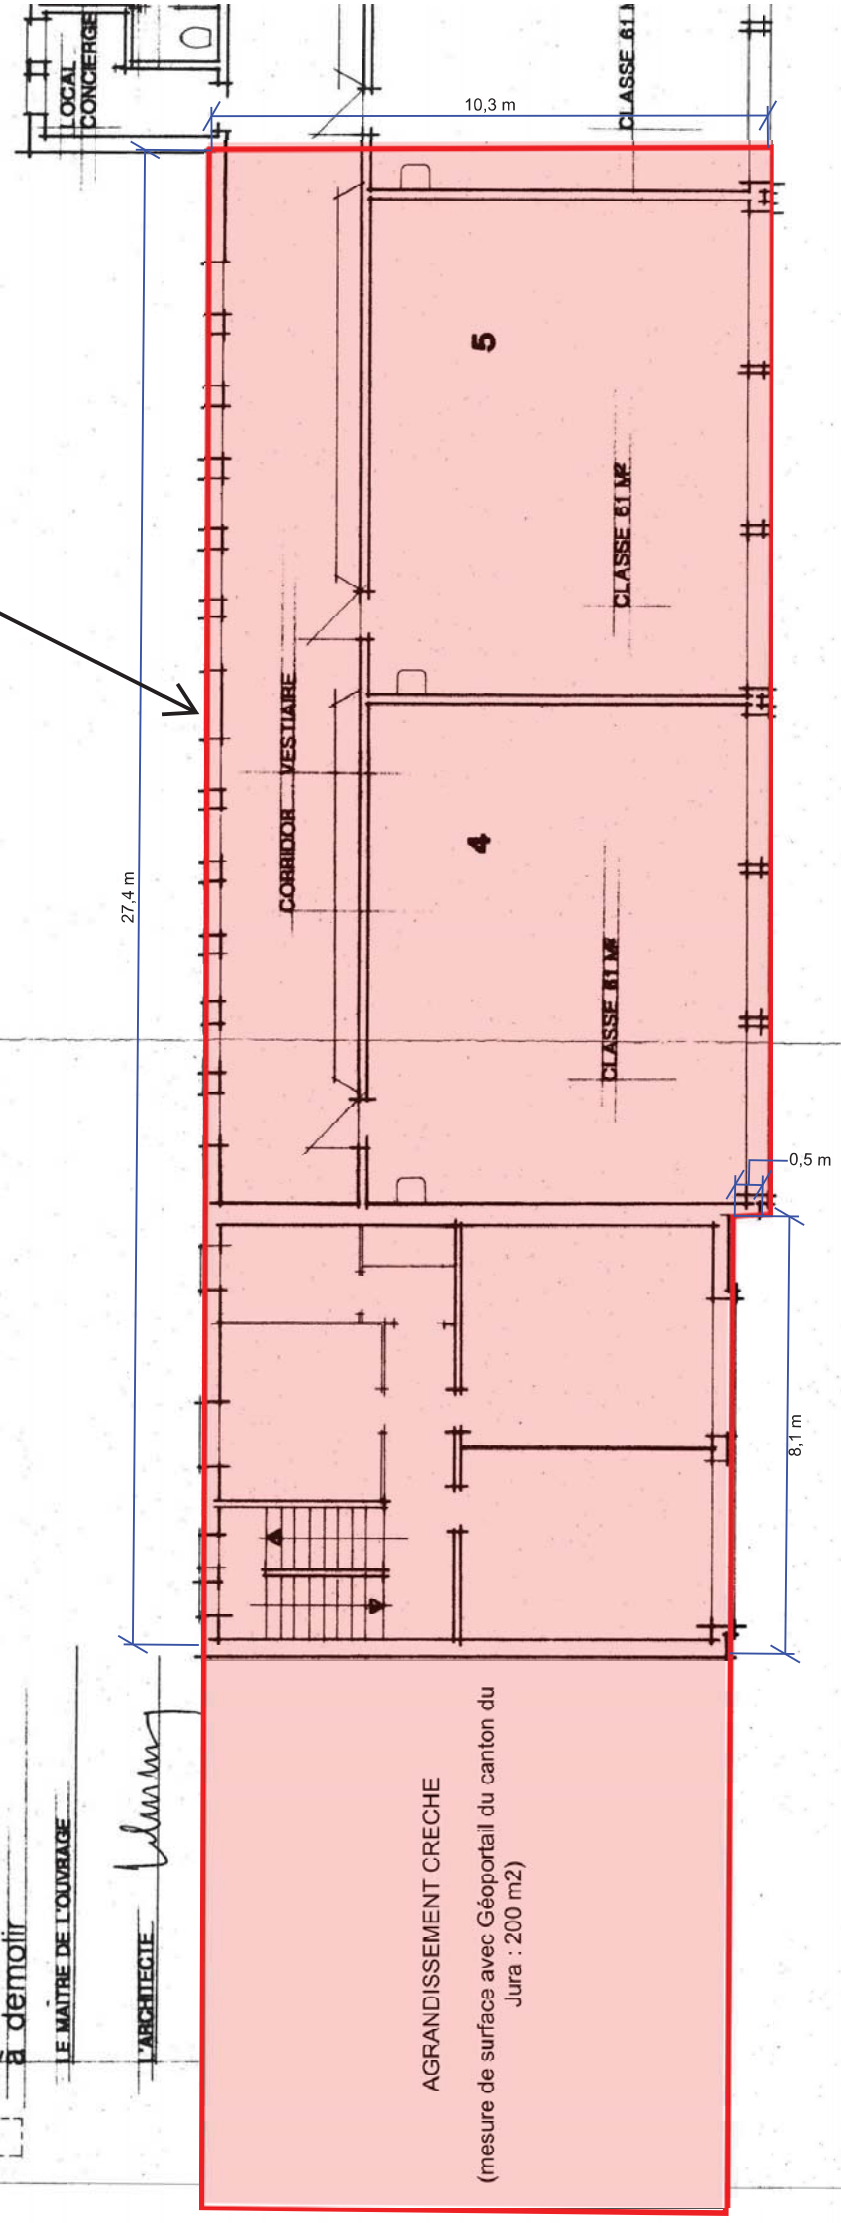 LOCAL
CONCIERGE
CLASSE 61 M
10,3 m
5
CLASSE 61 M²
CORRIDOR VESTIAIRE
4
CLASSE 61 M²
27,4 m
0,5 m
8,1 m
à démolir
LE MAITRE DE L'OUVRAGE
L'ARCHITECTE
AGRANDISSEMENT CRECHE
(mesure de surface avec Géoportail du canton du
Jura : 200 m2)